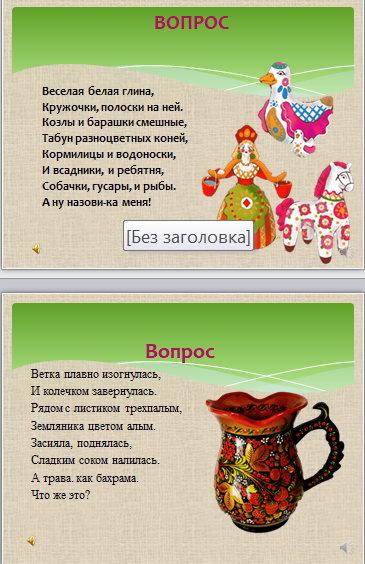 ВОПРОС
Веселая белая глина,
Кружочки, полоски на ней.
Козлы и барашки смешные,
Табун разноцветных коней,
Кормилицы и водоноски,
И всадники, и ребятня,
Собачки, гусары, и рыбы.
А ну назови-ка меня!
[Без заголовка]
Вопрос
Ветка плавно изогнулась,
И колечком завернулась.
Рядом с листиком трехпалым,
Земляника цветом алым.
Засияла, поднялась,
Сладким соком налилась.
А трава. как бахрама.
Что же это?